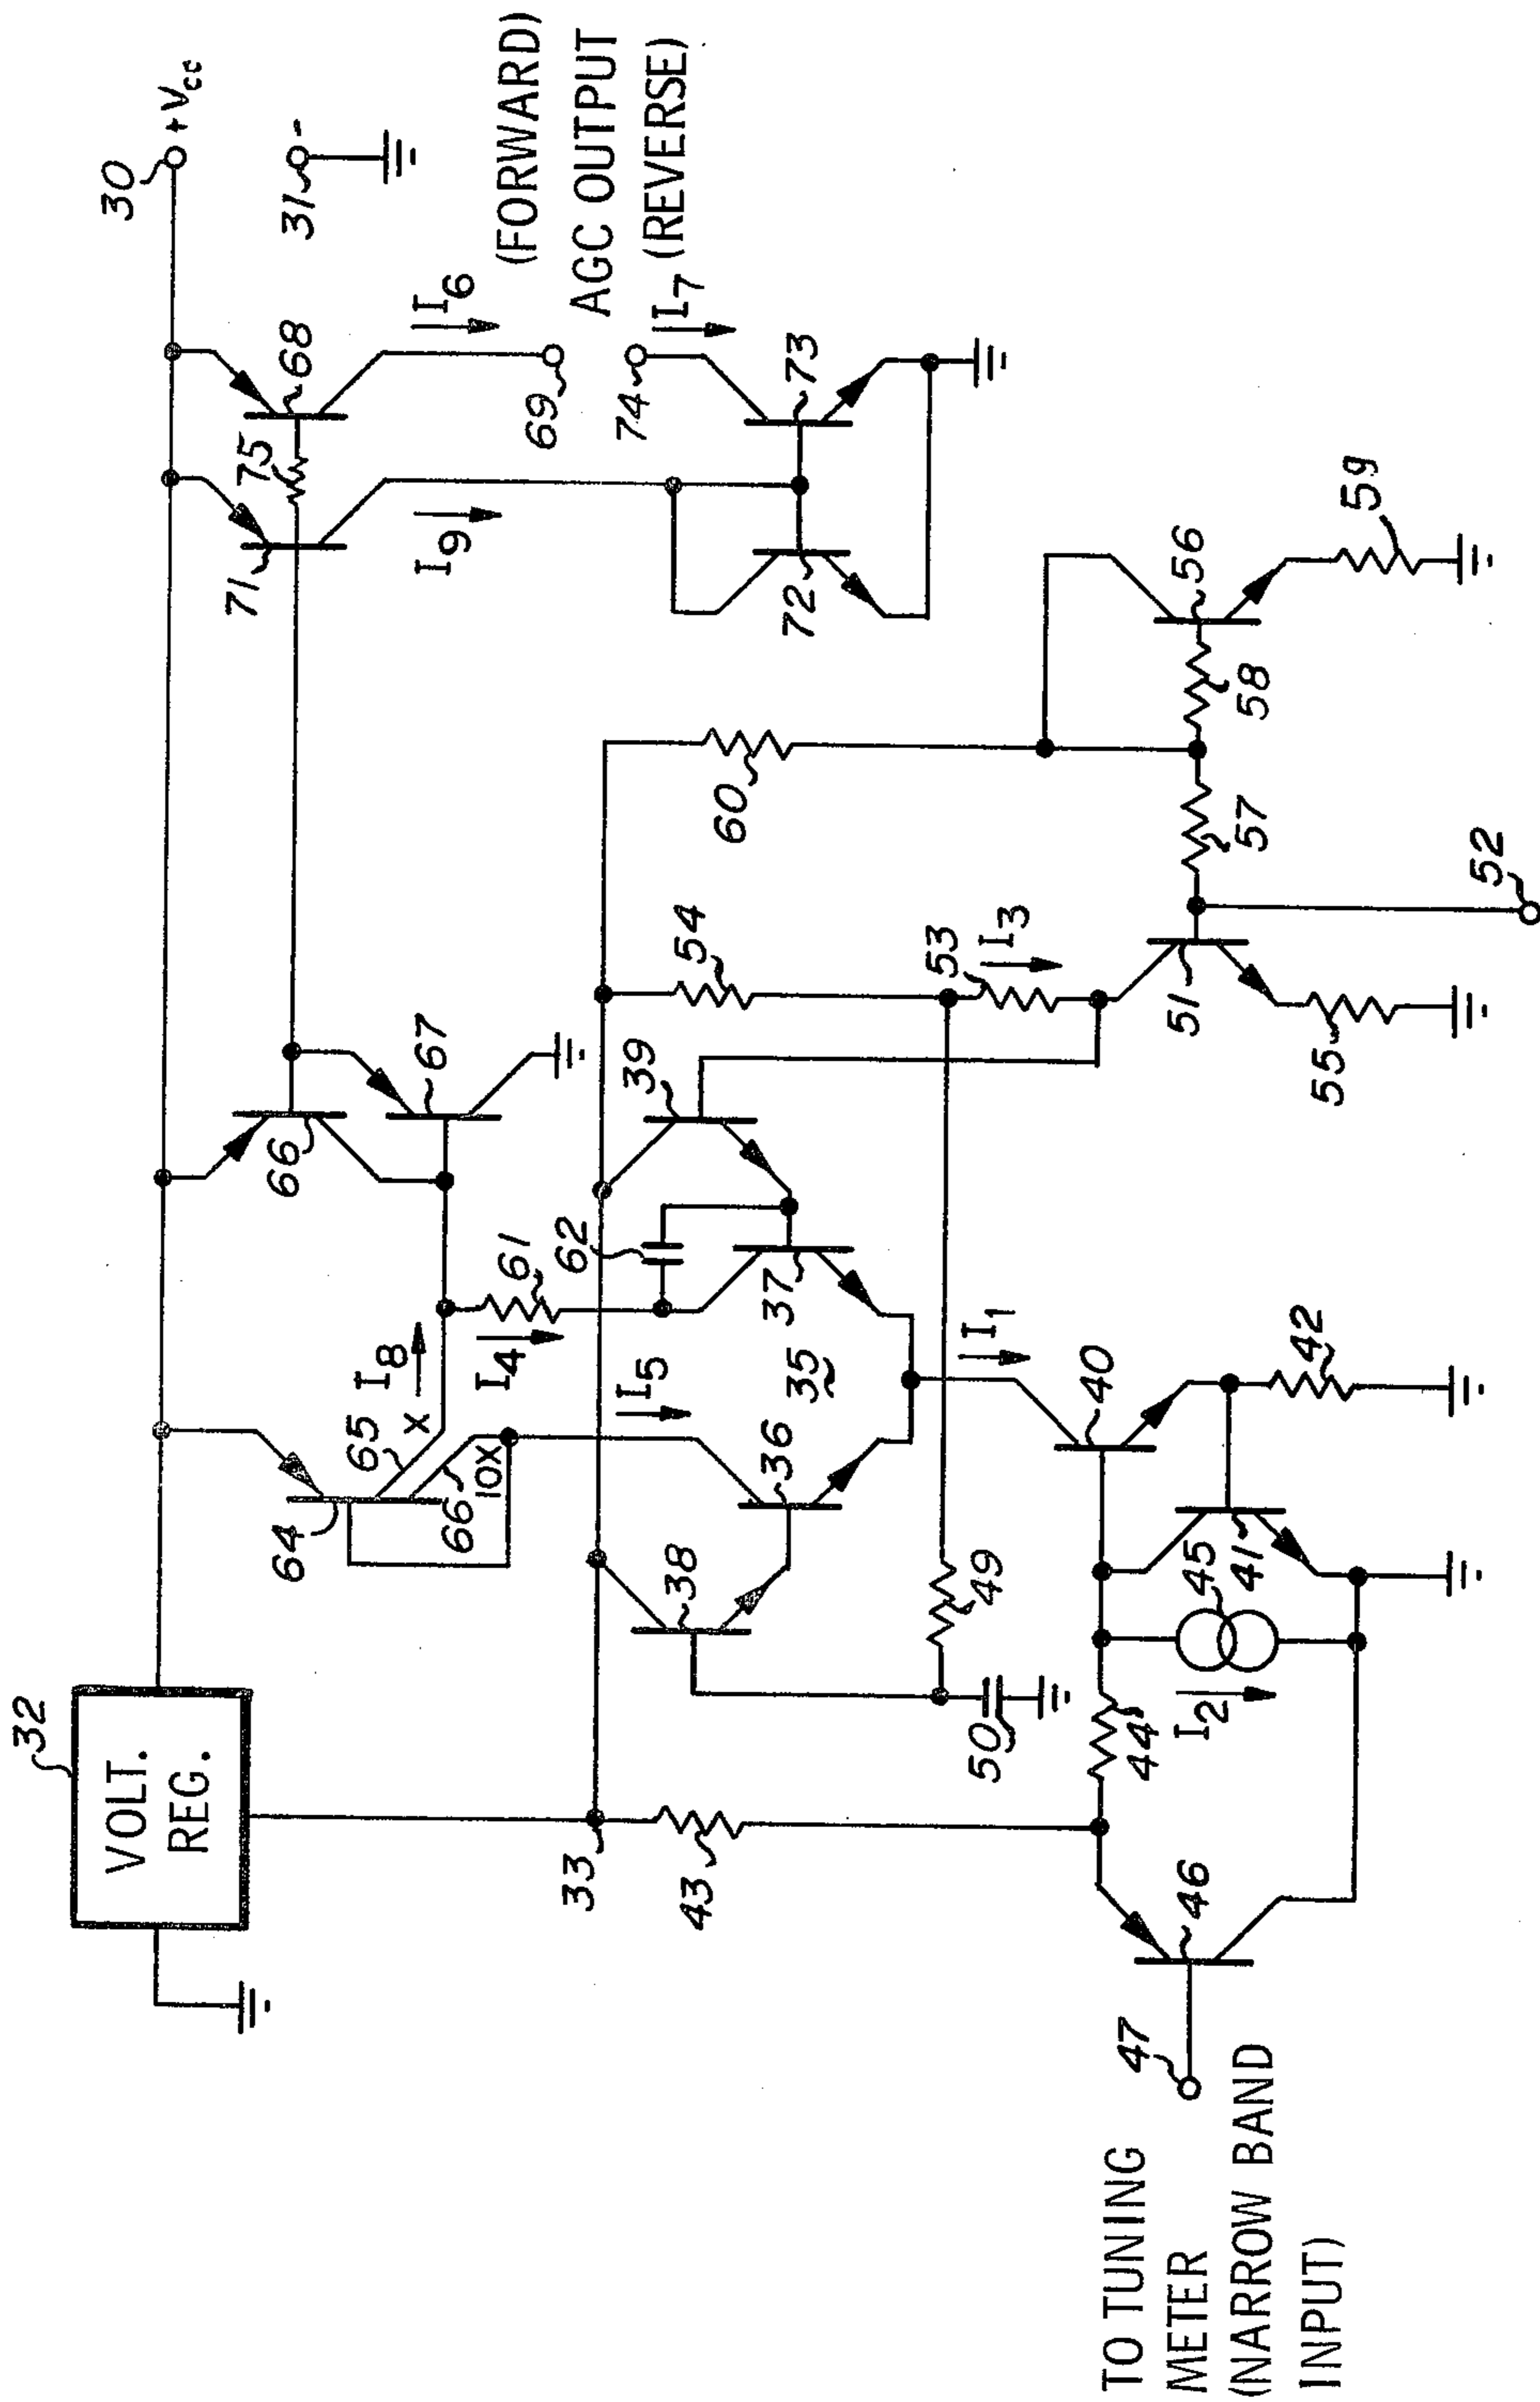 30
+Vcc
31
-
32
VOLT.
REG.
(FORWARD)
AGC OUTPUT
(REVERSE)
I6
I7
I9
68
75
71
69
74
73
72
67
66
64
65
X
66
10X
I8
I4
61
62
39
I5
38
36
35
37
33
43
54
60
53
I3
51
55
57
58
56
59
52
49
50
I1
40
42
41
45
44
I2
46
47
TO TUNING
METER
(NARROW BAND
INPUT)